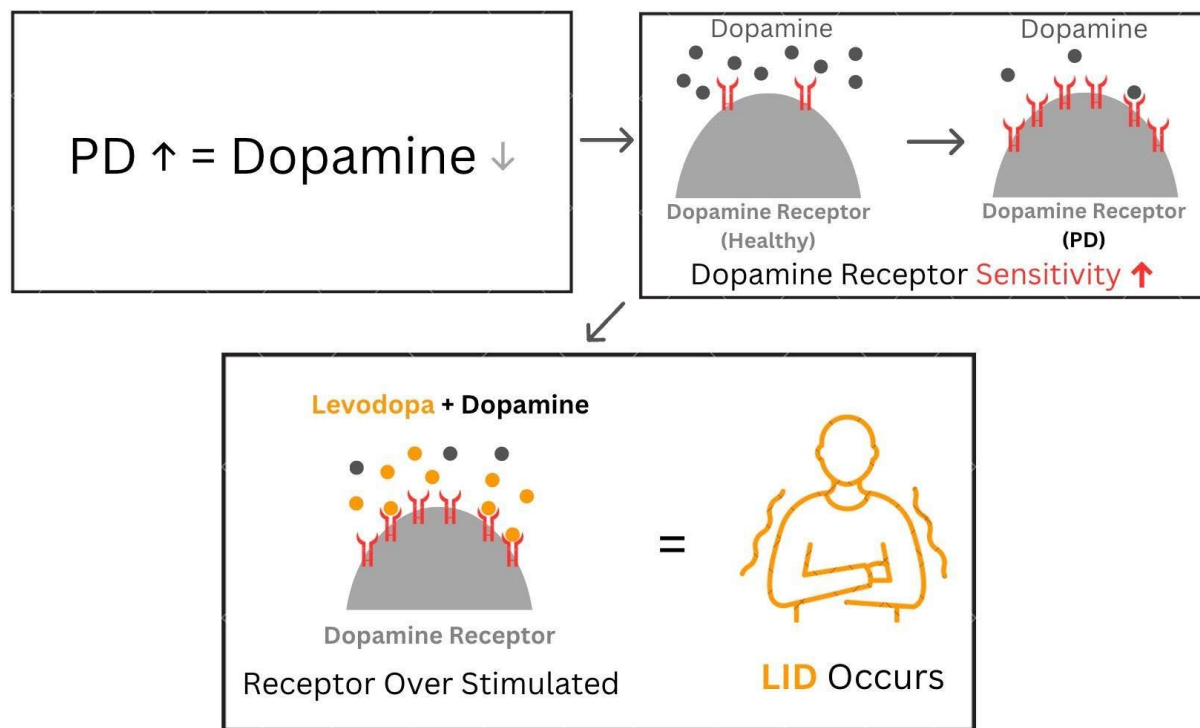 PD ↑ = Dopamine ↓
Dopamine
Dopamine
Dopamine Receptor
(Healthy)
Dopamine Receptor
(PD)
Dopamine Receptor Sensitivity ↑
Levodopa + Dopamine
Dopamine Receptor
Receptor Over Stimulated
=
LID Occurs